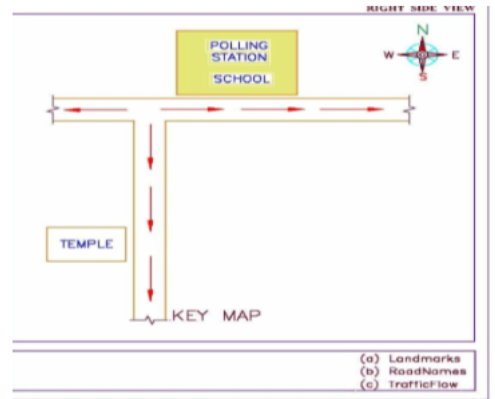 RIGHT SIDE VIEW
N
W E
S
POLLING
STATION
SCHOOL
TEMPLE
KEY MAP
(a) Landmarks
(b) RoadNames
(c) TrafficFlow